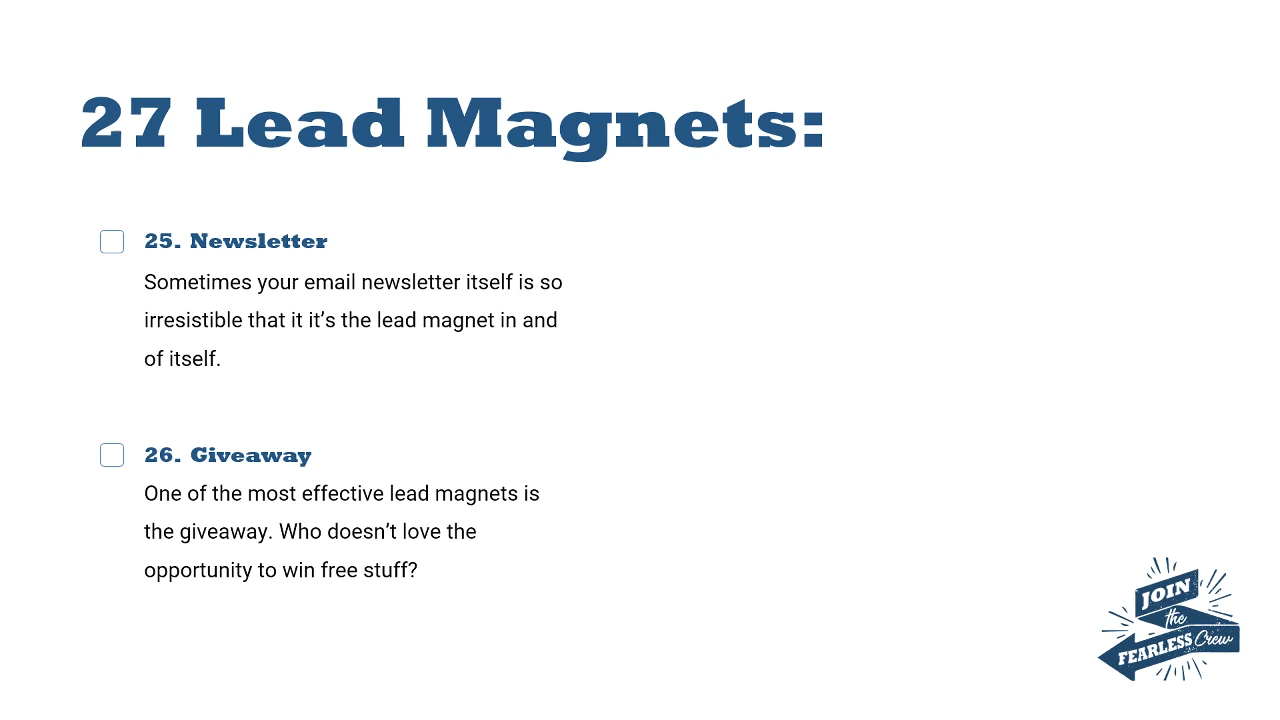 27 Lead Magnets:
25. Newsletter
Sometimes your email newsletter itself is so
irresistible that it it’s the lead magnet in and
of itself.
26. Giveaway
One of the most effective lead magnets is
the giveaway. Who doesn’t love the
opportunity to win free stuff?
JOIN
the
FEARLESS Crew